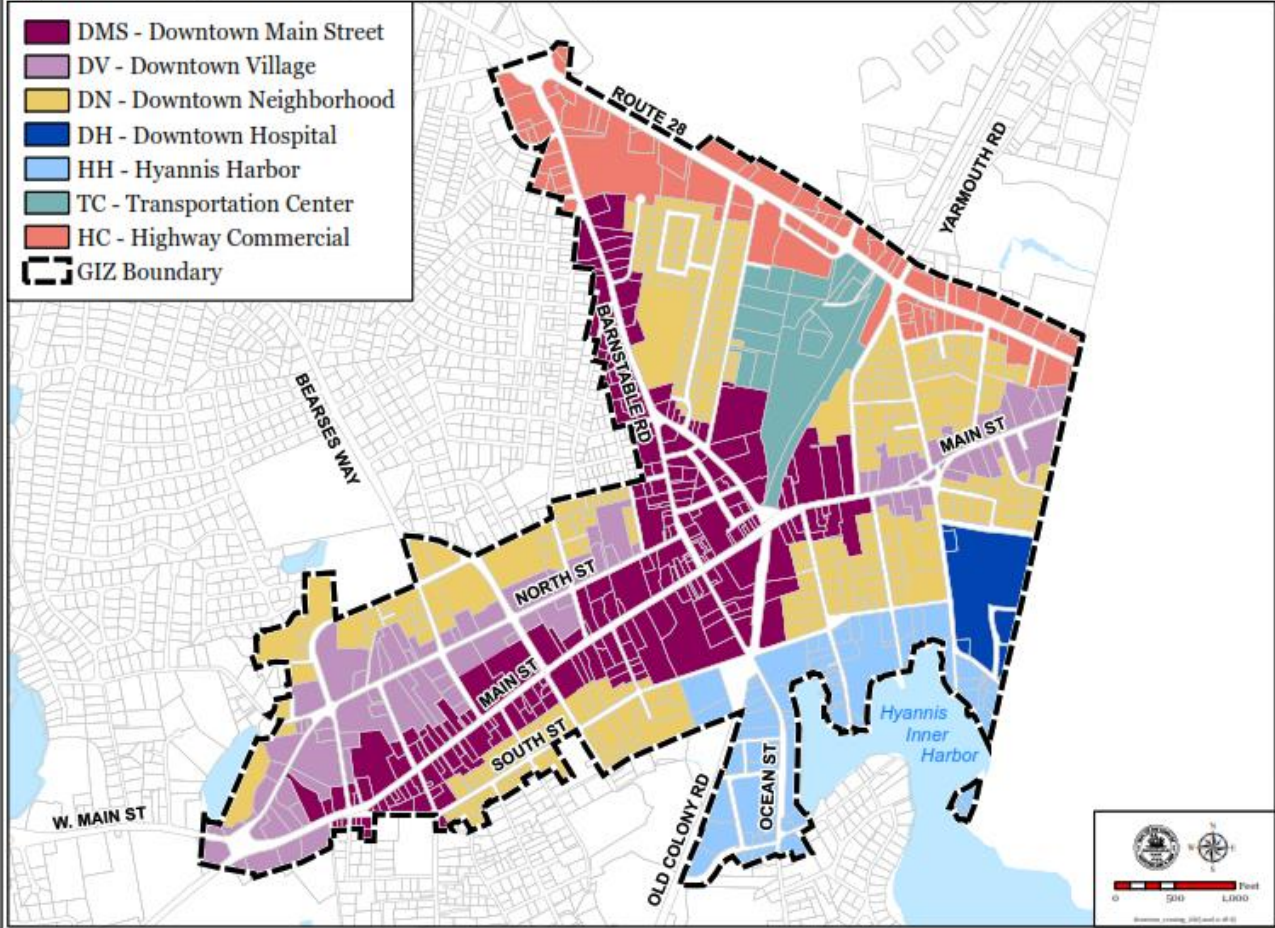 DMS - Downtown Main Street
DV - Downtown Village
DN - Downtown Neighborhood
DH - Downtown Hospital
HH - Hyannis Harbor
TC - Transportation Center
HC - Highway Commercial
GIZ Boundary
ROUTE 28
YARMOUTH RD
BARNSTABLE RD
BEARSES WAY
MAIN ST
NORTH ST
MAIN ST
SOUTH ST
Hyannis
Inner
Harbor
W. MAIN ST
OLD COLONY RD
OCEAN ST
N
W
E
S
Feet
0 500 1,000